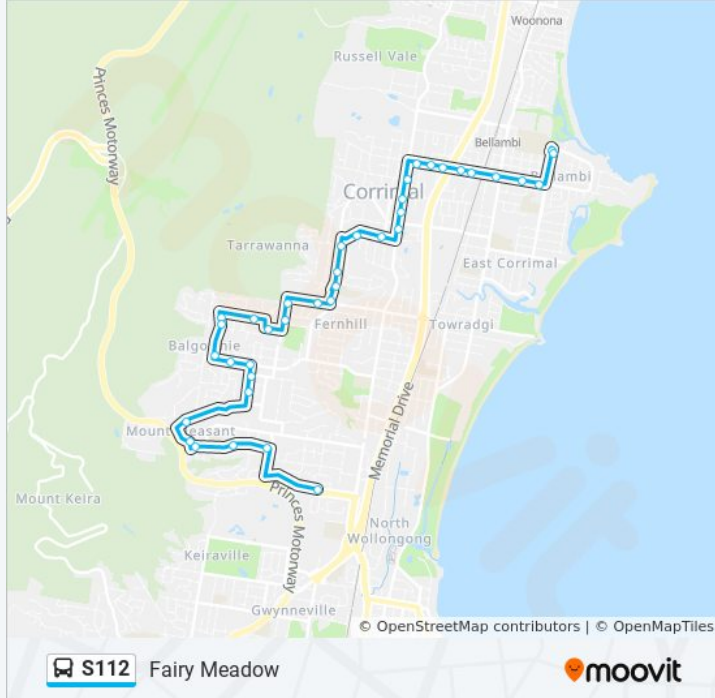 Woonona
Russell Vale
Princes Motorway
Bellambi
Bellambi
Corrimal
Tarrawanna
East Corrimal
Fernhill
Towradgi
Balgownie
Memorial Drive
Mount Pleasant
Mount Keira
Princes Motorway
North
Wollongong
Keiraville
Gwynneville
© OpenStreetMap contributors | © OpenMapTiles
S112 Fairy Meadow
moovit